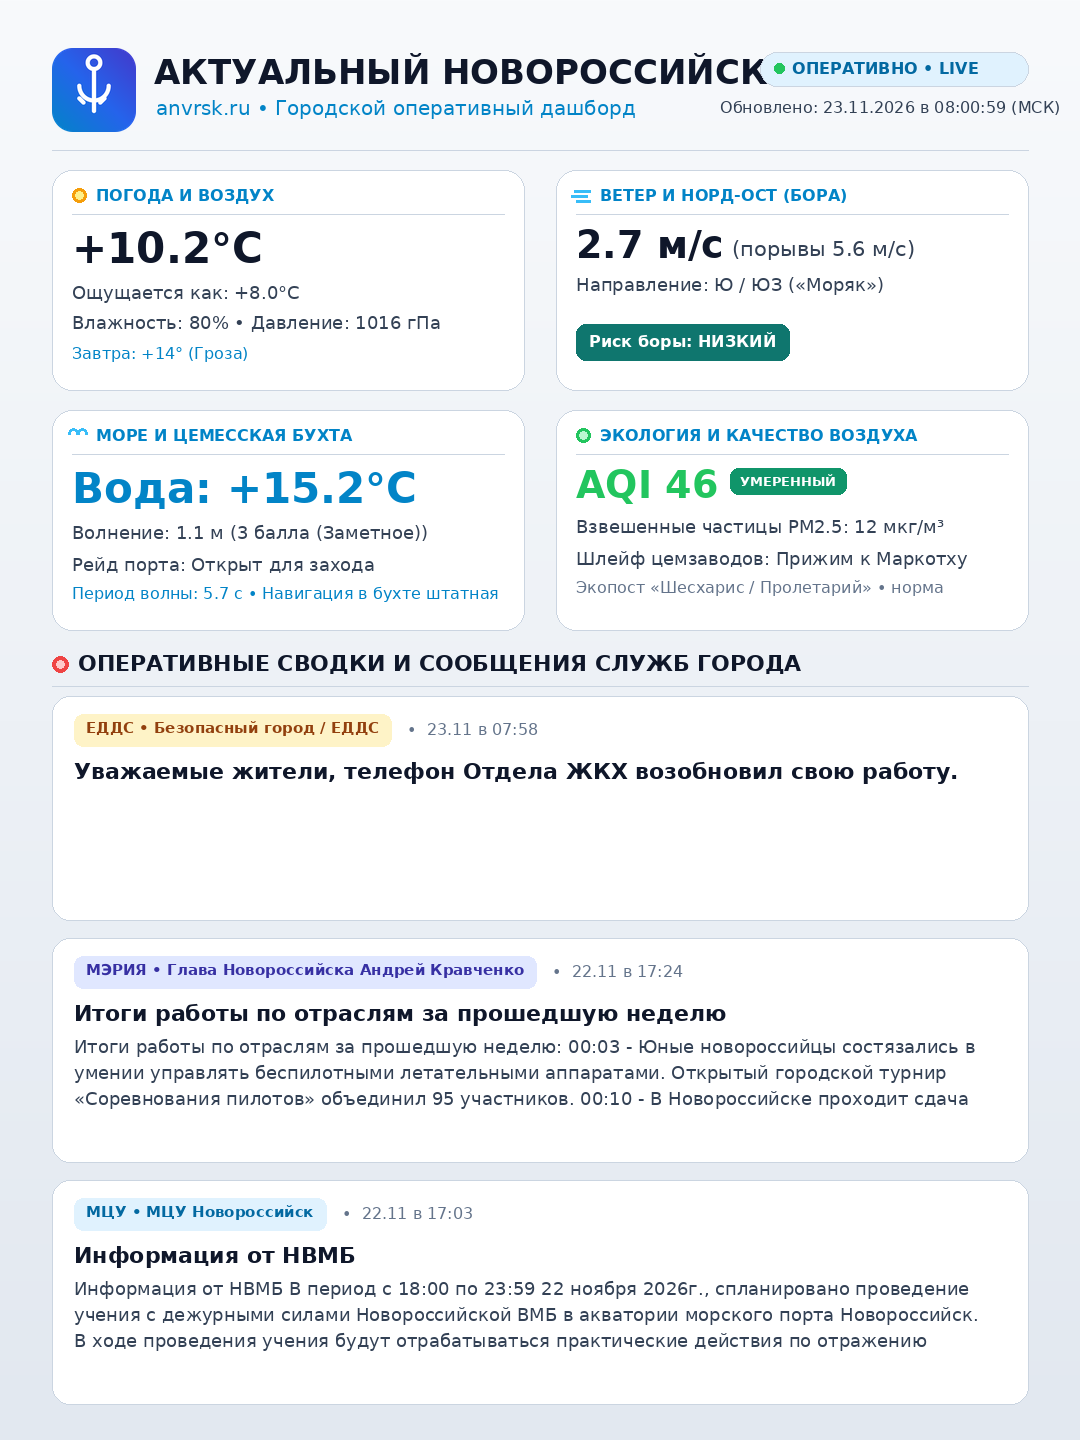 АКТУАЛЬНЫЙ НОВОРОССИЙСК
ОПЕРАТИВНО • LIVE
anvrsk.ru • Городской оперативный дашборд
Обновлено: 23.11.2026 в 08:00:59 (МСК)
ПОГОДА И ВОЗДУХ
+10.2°C
Ощущается как: +8.0°C
Влажность: 80% • Давление: 1016 гПа
Завтра: +14° (Гроза)
ВЕТЕР И НОРД-ОСТ (БОРА)
2.7 м/с (порывы 5.6 м/с)
Направление: Ю / ЮЗ («Моряк»)
Риск боры: НИЗКИЙ
МОРЕ И ЦЕМЕССКАЯ БУХТА
Вода: +15.2°C
Волнение: 1.1 м (3 балла (Заметное))
Рейд порта: Открыт для захода
Период волны: 5.7 с • Навигация в бухте штатная
ЭКОЛОГИЯ И КАЧЕСТВО ВОЗДУХА
AQI 46 УМЕРЕННЫЙ
Взвешенные частицы PM2.5: 12 мкг/м³
Шлейф цемзаводов: Прижим к Маркотху
Экопост «Шесхарис / Пролетарий» • норма
ОПЕРАТИВНЫЕ СВОДКИ И СООБЩЕНИЯ СЛУЖБ ГОРОДА
ЕДДС • Безопасный город / ЕДДС • 23.11 в 07:58
Уважаемые жители, телефон Отдела ЖКХ возобновил свою работу.
МЭРИЯ • Глава Новороссийска Андрей Кравченко • 22.11 в 17:24
Итоги работы по отраслям за прошедшую неделю
Итоги работы по отраслям за прошедшую неделю: 00:03 - Юные новороссийцы состязались в
умении управлять беспилотными летательными аппаратами. Открытый городской турнир
«Соревнования пилотов» объединил 95 участников. 00:10 - В Новороссийске проходит сдача
МЦУ • МЦУ Новороссийск • 22.11 в 17:03
Информация от НВМБ
Информация от НВМБ В период с 18:00 по 23:59 22 ноября 2026г., спланировано проведение
учения с дежурными силами Новороссийской ВМБ в акватории морского порта Новороссийск.
В ходе проведения учения будут отрабатываться практические действия по отражению